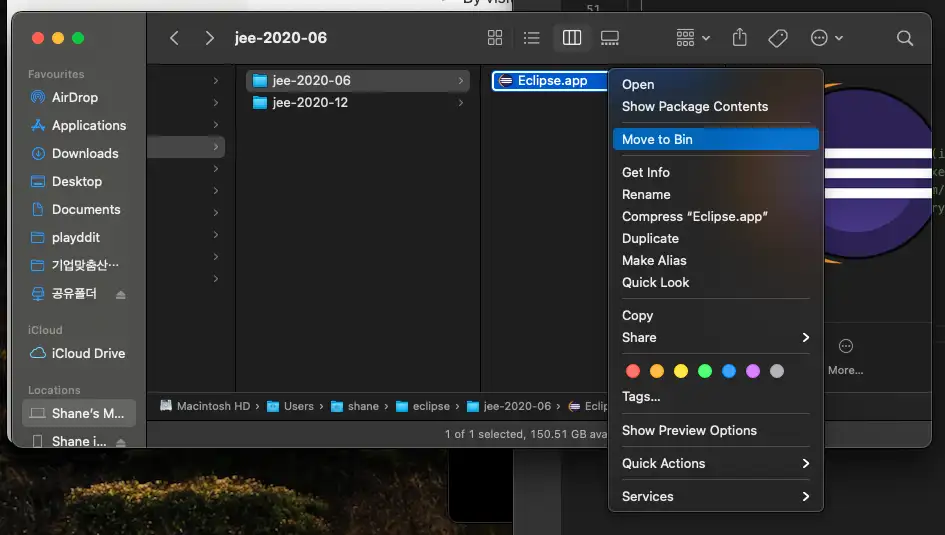 By visit
51
jee-2020-06
Favourites
AirDrop
Applications
Downloads
Desktop
Documents
playddit
기업맞춤산…
공유폴더
iCloud
iCloud Drive
Locations
Shane’s M...
Shane i...
jee-2020-06
jee-2020-12
Eclipse.app
Open
Show Package Contents
Move to Bin
Get Info
Rename
Compress “Eclipse.app”
Duplicate
Make Alias
Quick Look
Copy
Share
Tags...
Show Preview Options
Quick Actions
Services
More...
Macintosh HD › Users › shane › eclipse › jee-2020-06 › Eclip
1 of 1 selected, 150.51 GB ava